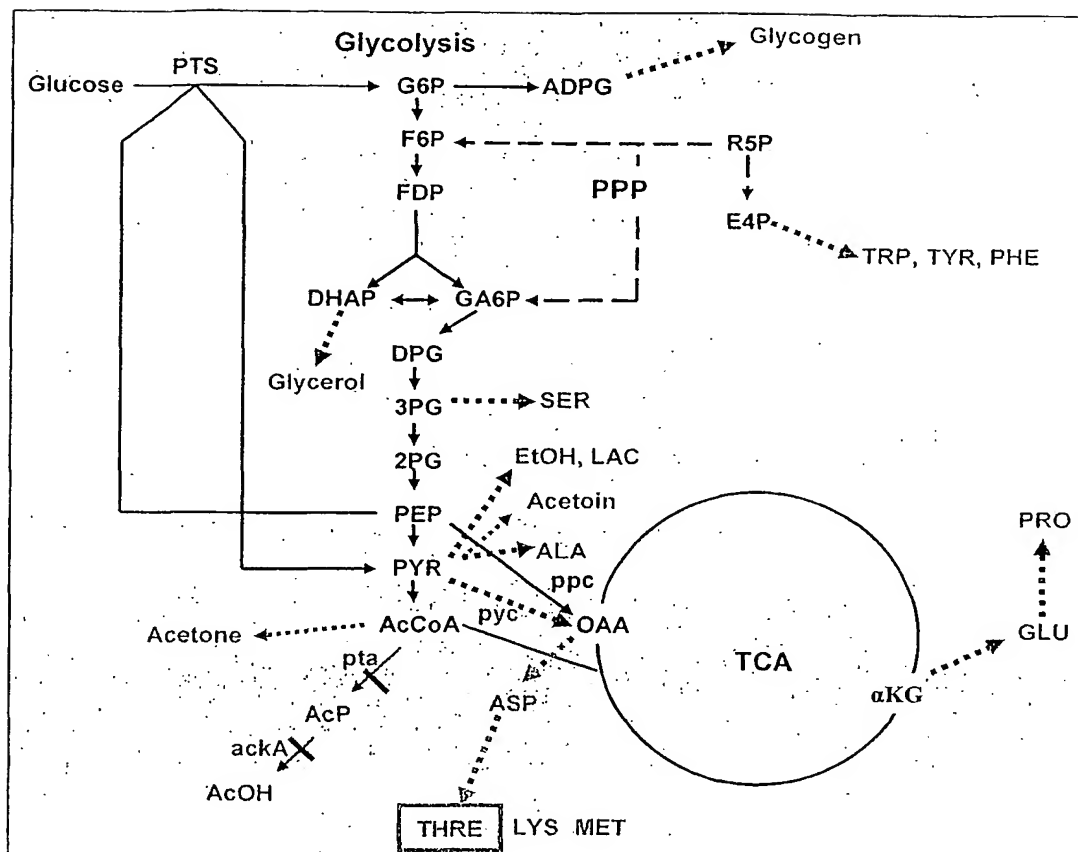 Glycolysis
Glycogen
PTS
Glucose
G6P
ADPG
F6P
R5P
FDP
PPP
E4P
TRP, TYR, PHE
DHAP
GA6P
DPG
Glycerol
3PG
SER
2PG
EtOH, LAC
Acetoin
PEP
PRO
ALA
PYR
ppc
pyc
AcCoA
OAA
Acetone
GLU
TCA
pta
αKG
ASP
AcP
ackA
AcOH
THRE LYS MET